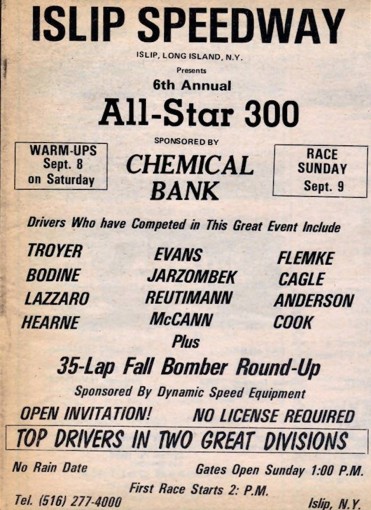 ISLIP SPEEDWAY
ISLIP, LONG ISLAND, N.Y.
Presents
6th Annual
All-Star 300
SPONSORED BY
WARM-UPS
Sept. 8
on Saturday
CHEMICAL
BANK
RACE
SUNDAY
Sept. 9
Drivers Who have Competed in This Great Event Include
TROYER EVANS FLEMKE
BODINE JARZOMBEK CAGLE
LAZZARO REUTIMANN ANDERSON
HEARNE McCANN COOK
Plus
35-Lap Fall Bomber Round-Up
Sponsored By Dynamic Speed Equipment
OPEN INVITATION! NO LICENSE REQUIRED
TOP DRIVERS IN TWO GREAT DIVISIONS
No Rain Date Gates Open Sunday 1:00 P.M.
First Race Starts 2: P.M.
Tel. (516) 277-4000 Islip, N.Y.